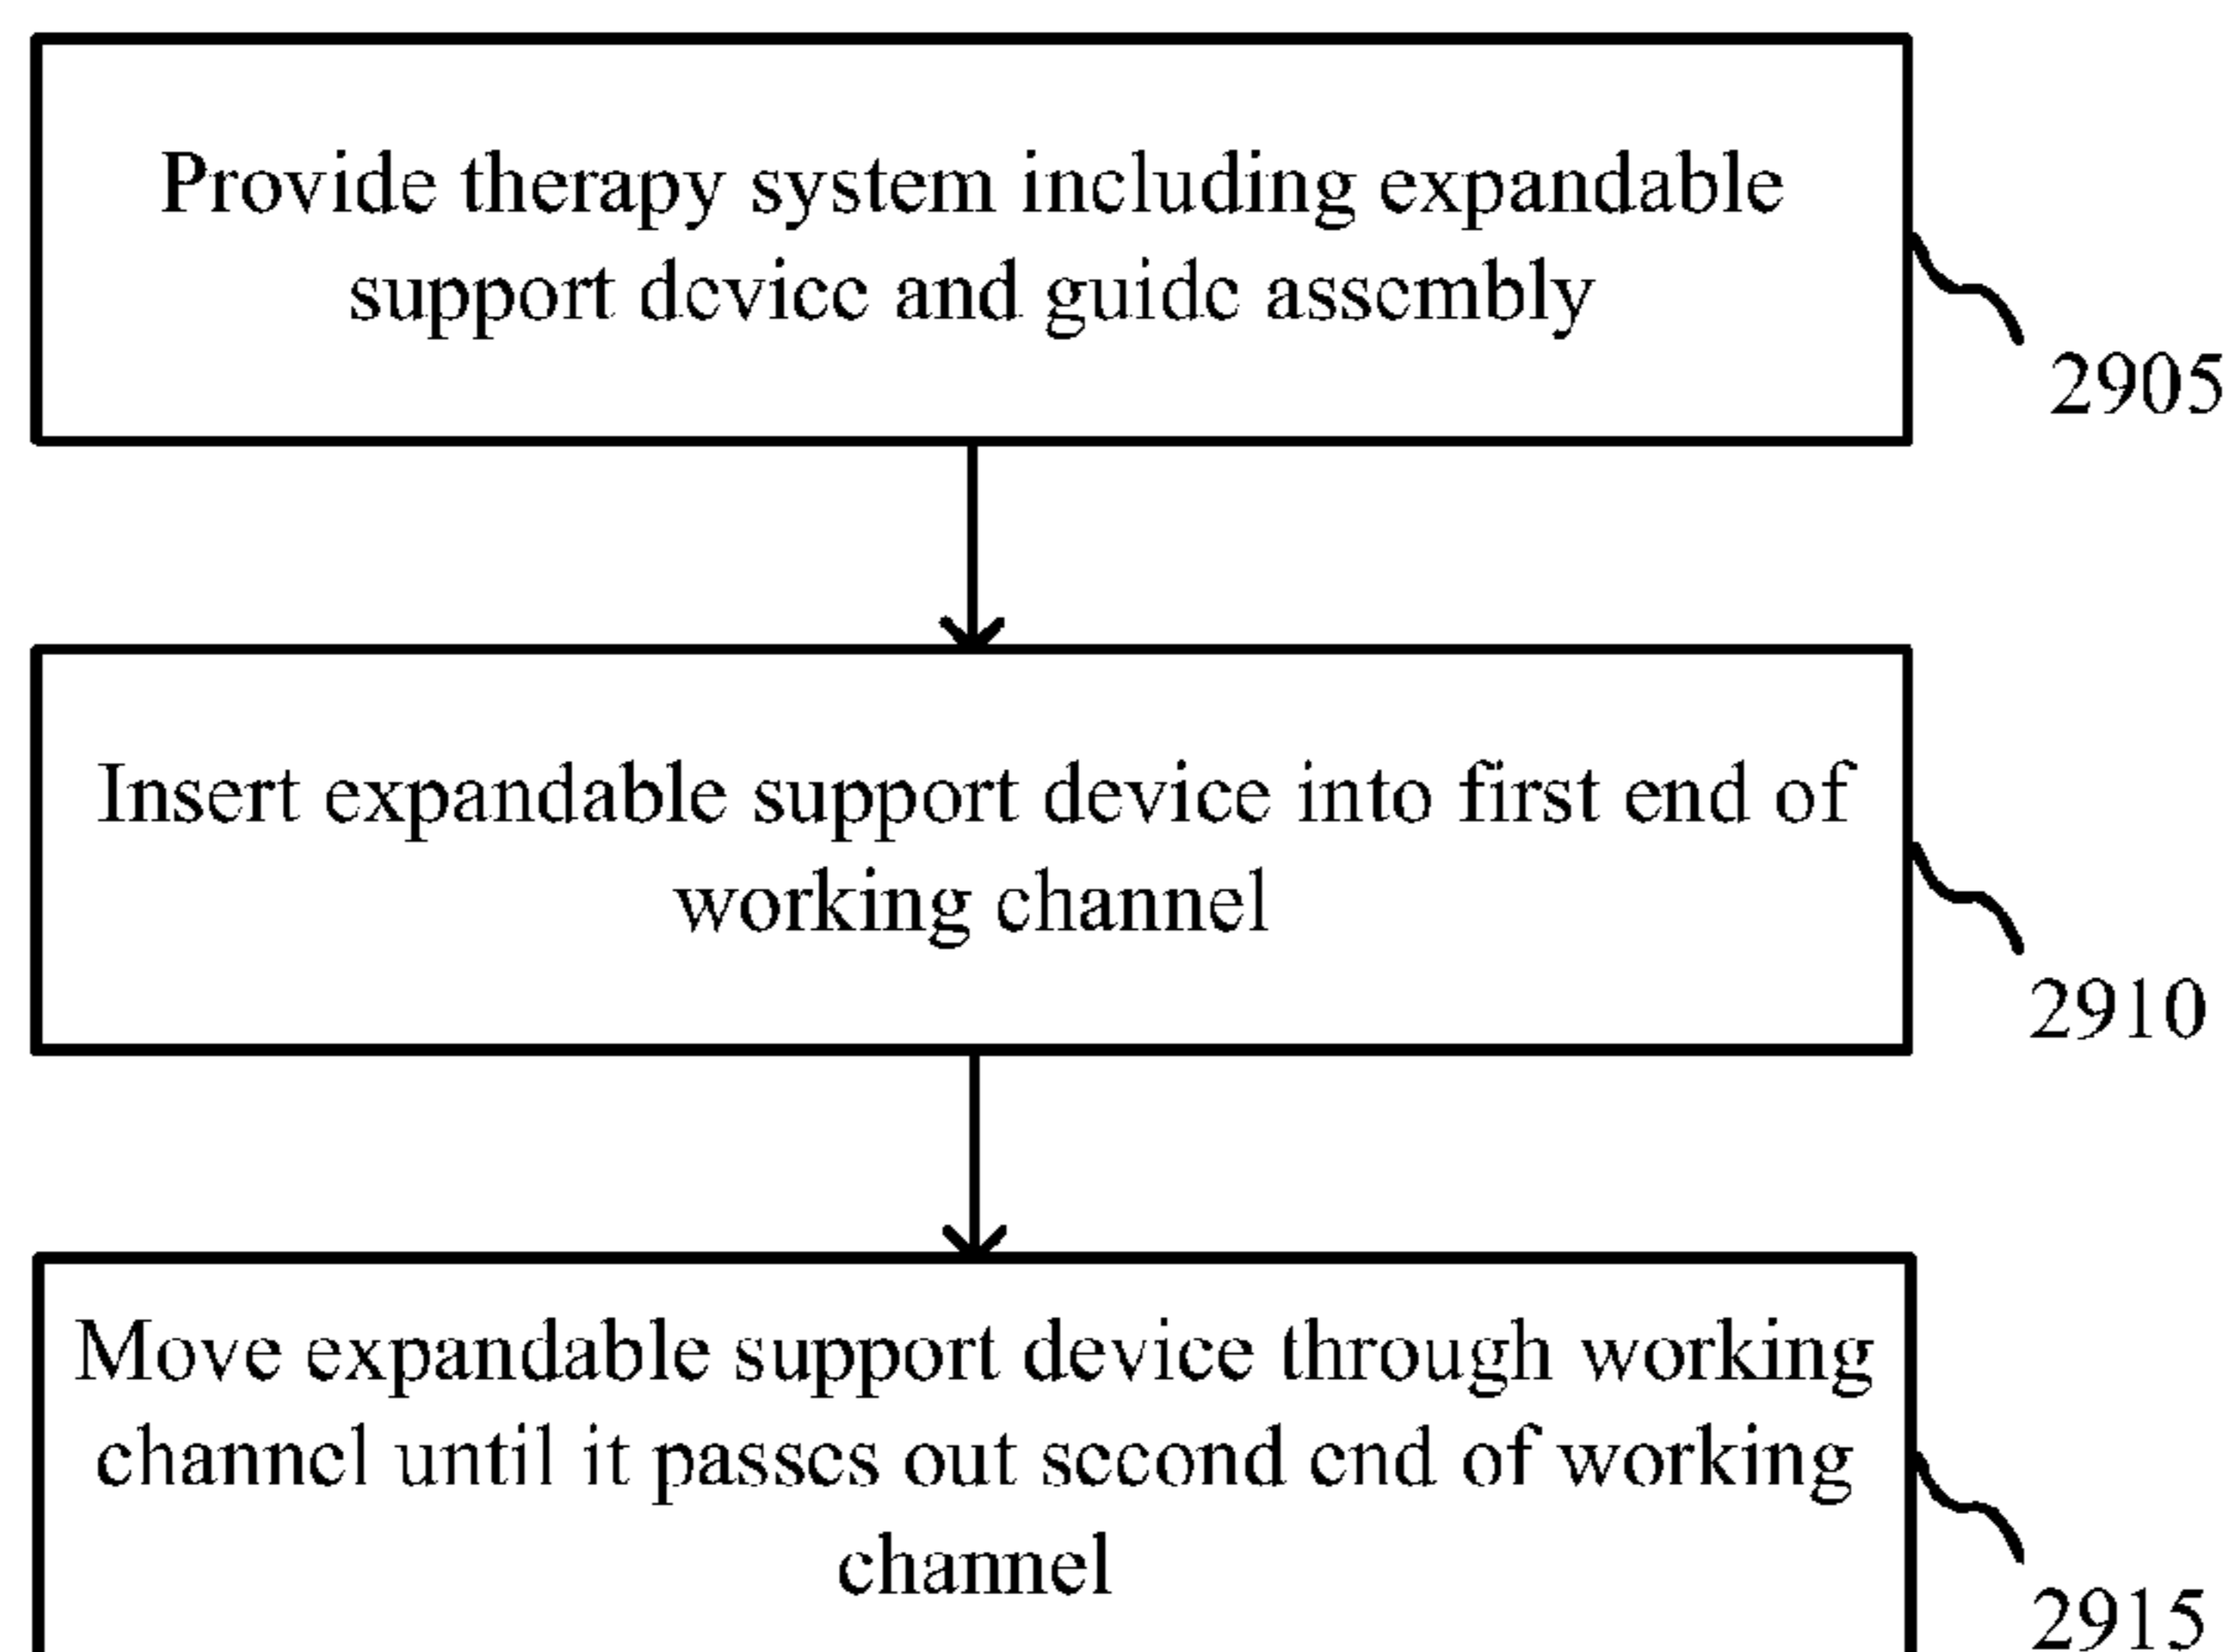 Provide therapy system including expandable
support device and guide assembly
2905
Insert expandable support device into first end of
working channel
2910
Move expandable support device through working
channel until it passes out second end of working
channel
2915